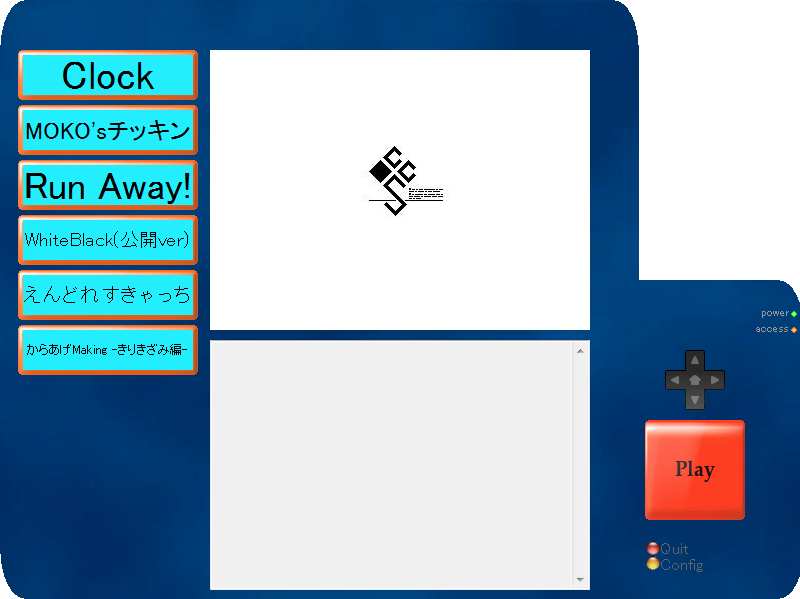 Clock
MOKO'sチッキン
Run Away!
WhiteBlack(公開ver)
えんどれすきゃっち
からあげMaking -きりきざみ編-
power
access
Play
Quit
Config